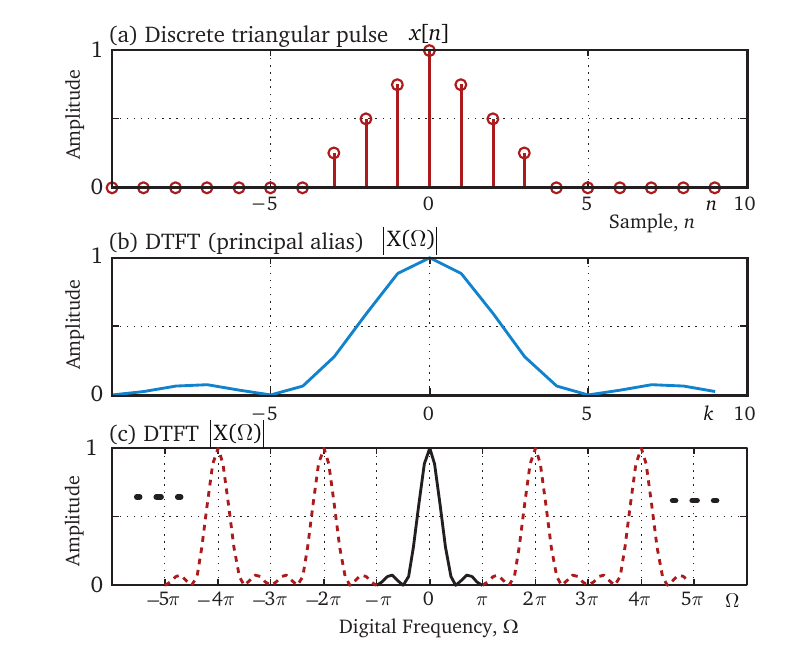 (a) Discrete triangular pulse x[n]
1
Amplitude
0
−5 0 5 n 10
Sample, n
(b) DTFT (principal alias) |X(Ω)|
1
Amplitude
0
−5 0 5 k 10
(c) DTFT |X(Ω)|
1
Amplitude
0
−5π −4π −3π −2π −π 0 π 2π 3π 4π 5π Ω
Digital Frequency, Ω